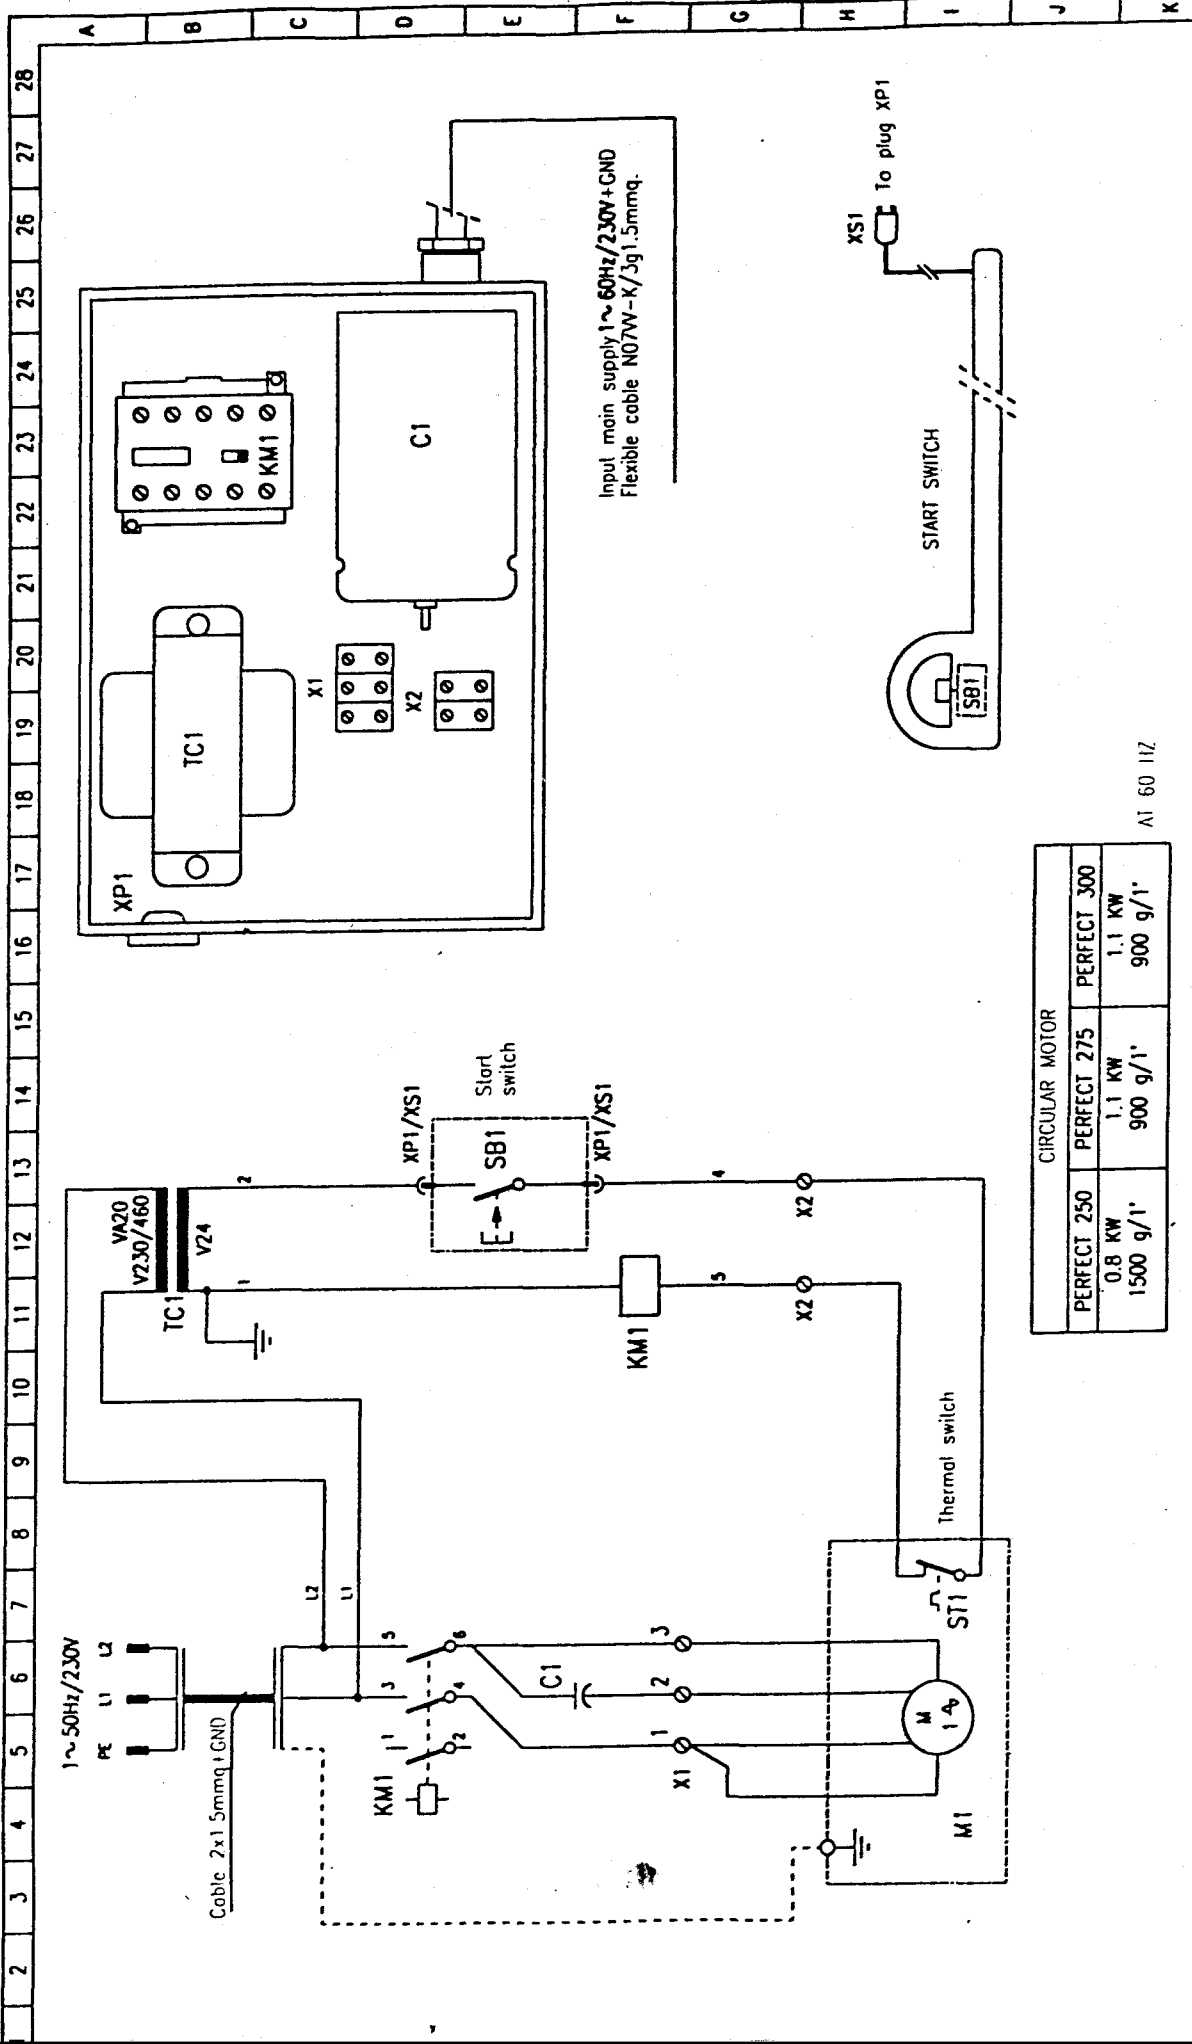 1 2 3 4 5 6 7 8 9 10 11 12 13 14 15 16 17 18 19 20 21 22 23 24 25 26 27 28
A
B
C
D
E
F
G
H
I
J
K
1~50Hz/230V
PE L1 L2
Cable 2x1.5mmq+GND
L2
L1
VA20
V230/460
TC1
V24
1
2
KM1
1 3 5
2 4 6
C1
X1
1 2 3
M1
M
1
ST1
Thermal switch
XP1/XS1
SB1
Start
switch
XP1/XS1
KM1
5
4
X2
X2
XP1
TC1
KM1
X1
X2
C1
Input main supply 1~60Hz/230V+GND
Flexible cable N07VV-K/3g1.5mmq.
START SWITCH
SB1
XS1
To plug XP1
CIRCULAR MOTOR
PERFECT 250 PERFECT 275 PERFECT 300
0.8 KW 1.1 KW 1.1 KW
1500 g/1' 900 g/1' 900 g/1'
AT 60 HZ